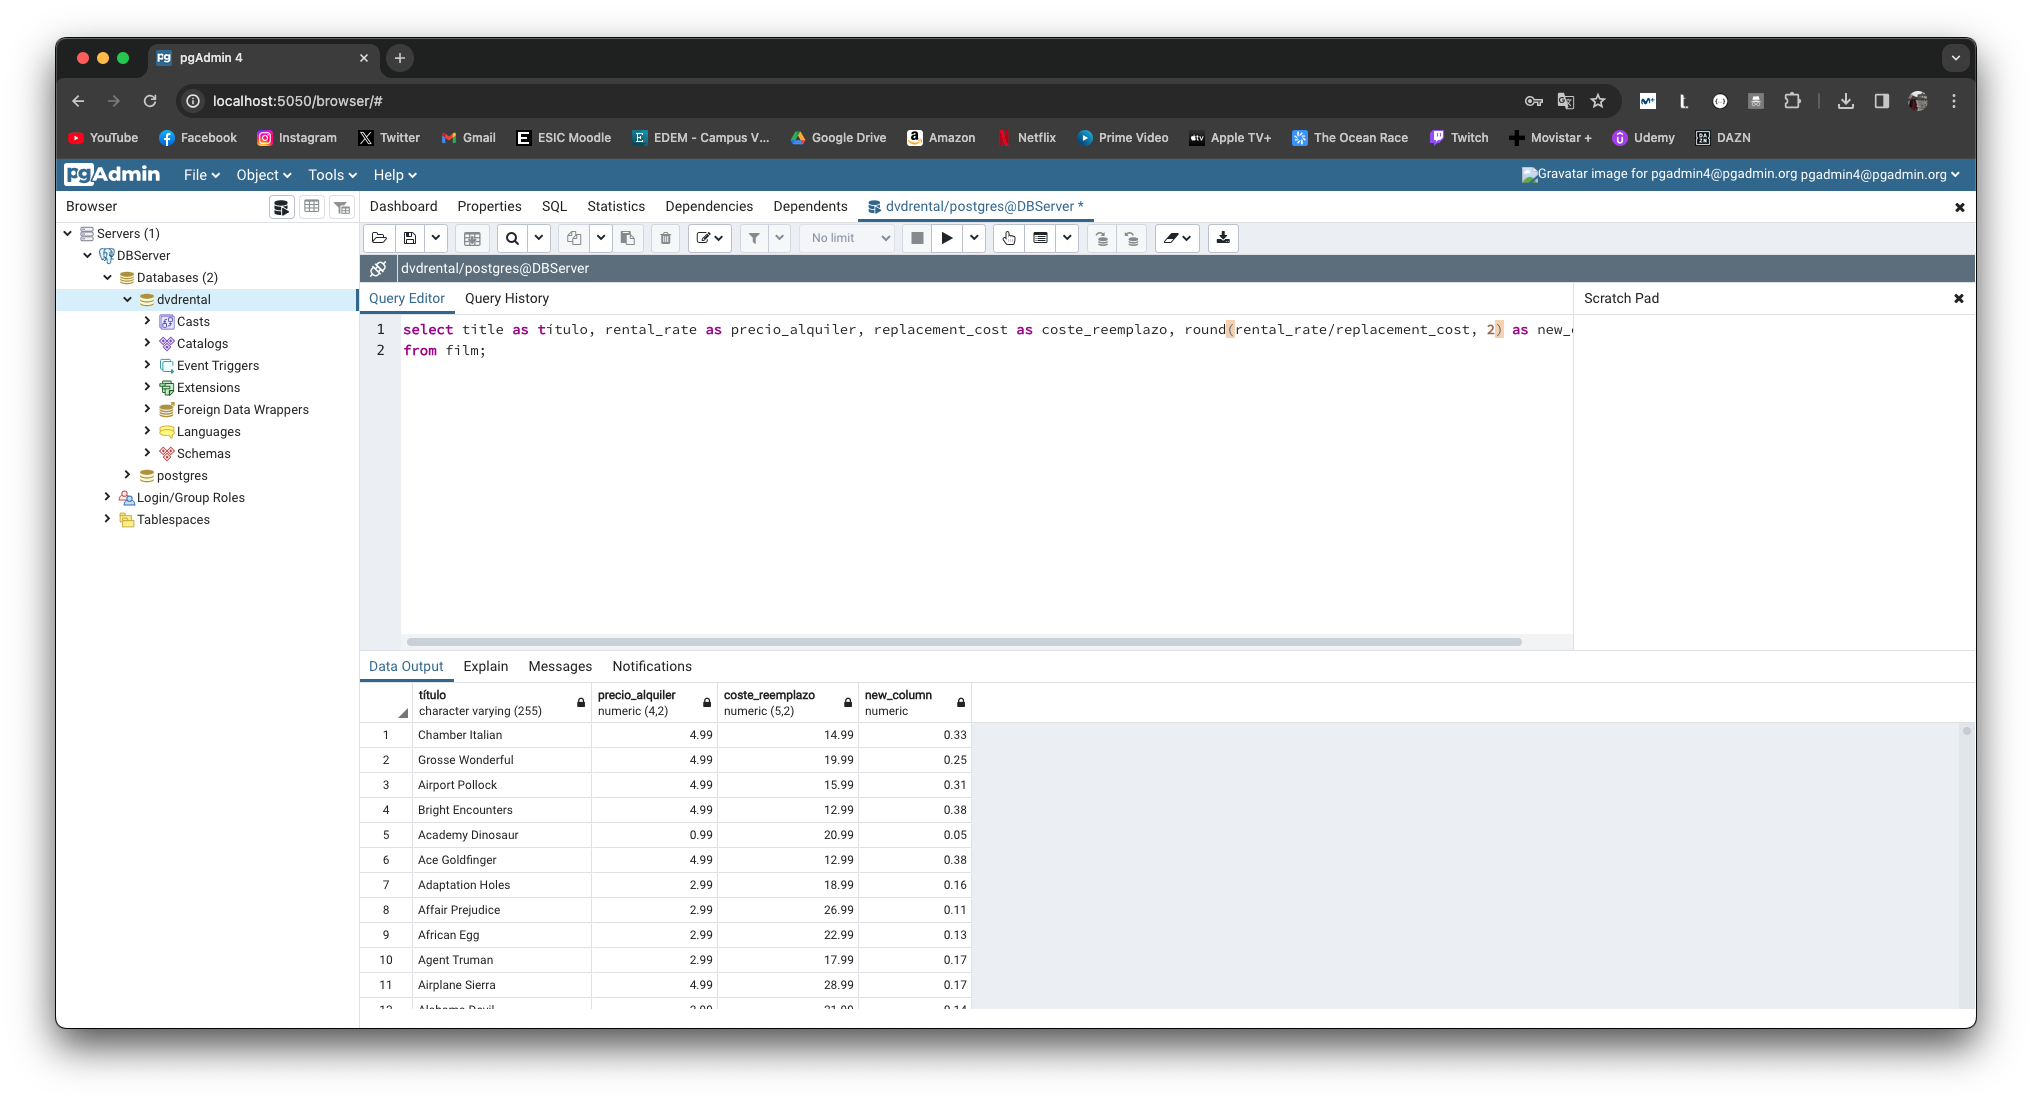 pgAdmin 4
localhost:5050/browser/#
YouTube Facebook Instagram Twitter Gmail ESIC Moodle EDEM - Campus V... Google Drive Amazon Netflix Prime Video Apple TV+ The Ocean Race Twitch Movistar + Udemy DAZN
pgAdmin File Object Tools Help Gravatar image for pgadmin4@pgadmin.org pgadmin4@pgadmin.org
Browser
Servers (1)
DBServer
Databases (2)
dvdrental
Casts
Catalogs
Event Triggers
Extensions
Foreign Data Wrappers
Languages
Schemas
postgres
Login/Group Roles
Tablespaces
Dashboard Properties SQL Statistics Dependencies Dependents dvdrental/postgres@DBServer *
No limit
dvdrental/postgres@DBServer
Query Editor Query History
Scratch Pad
1 select title as título, rental_rate as precio_alquiler, replacement_cost as coste_reemplazo, round(rental_rate/replacement_cost, 2) as new_
2 from film;
Data Output Explain Messages Notifications
título precio_alquiler coste_reemplazo new_column
character varying (255) numeric (4,2) numeric (5,2) numeric
1 Chamber Italian 4.99 14.99 0.33
2 Grosse Wonderful 4.99 19.99 0.25
3 Airport Pollock 4.99 15.99 0.31
4 Bright Encounters 4.99 12.99 0.38
5 Academy Dinosaur 0.99 20.99 0.05
6 Ace Goldfinger 4.99 12.99 0.38
7 Adaptation Holes 2.99 18.99 0.16
8 Affair Prejudice 2.99 26.99 0.11
9 African Egg 2.99 22.99 0.13
10 Agent Truman 2.99 17.99 0.17
11 Airplane Sierra 4.99 28.99 0.17